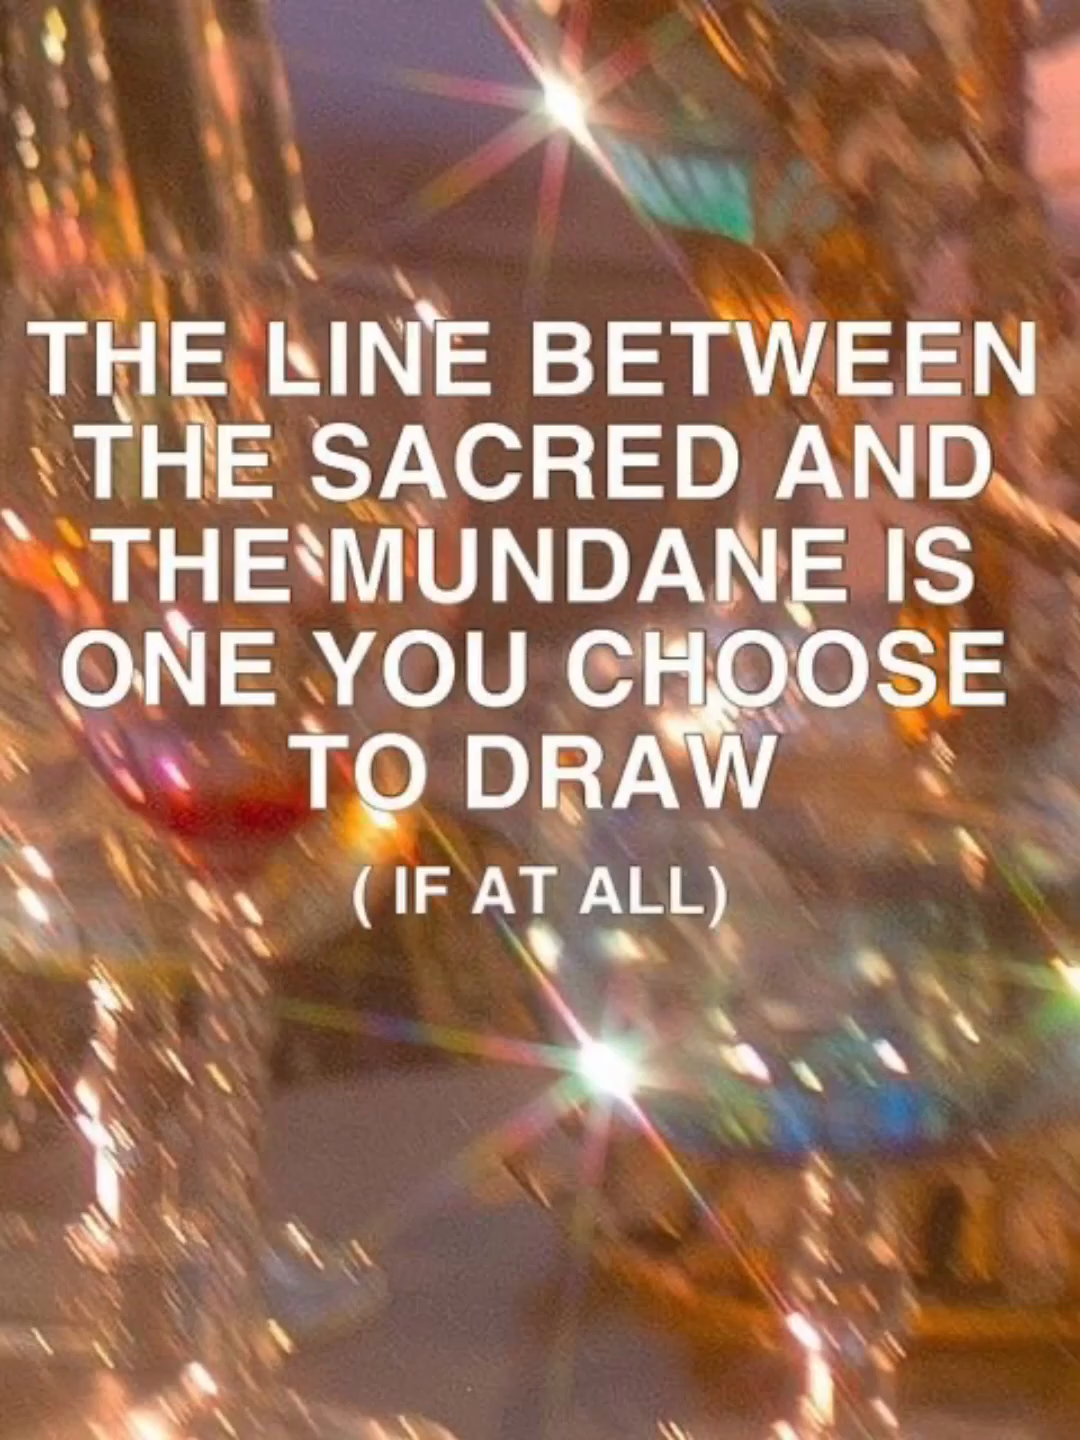 THE LINE BETWEEN
THE SACRED AND
THE MUNDANE IS
ONE YOU CHOOSE
TO DRAW
( IF AT ALL)